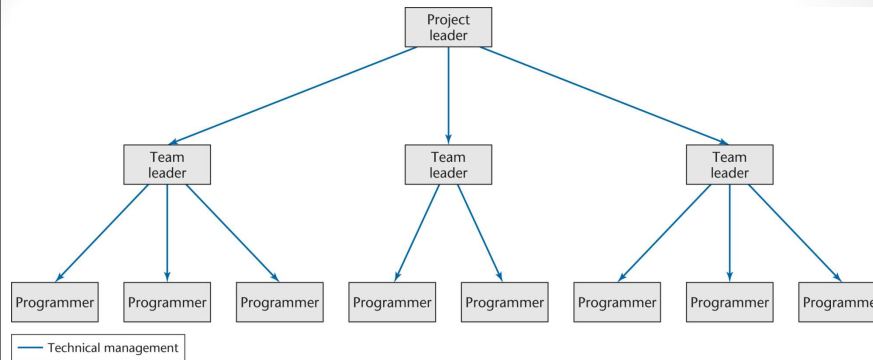 Project
leader
Team
leader
Team
leader
Team
leader
Programmer
Programmer
Programmer
Programmer
Programmer
Programmer
Programmer
Programme
Technical management